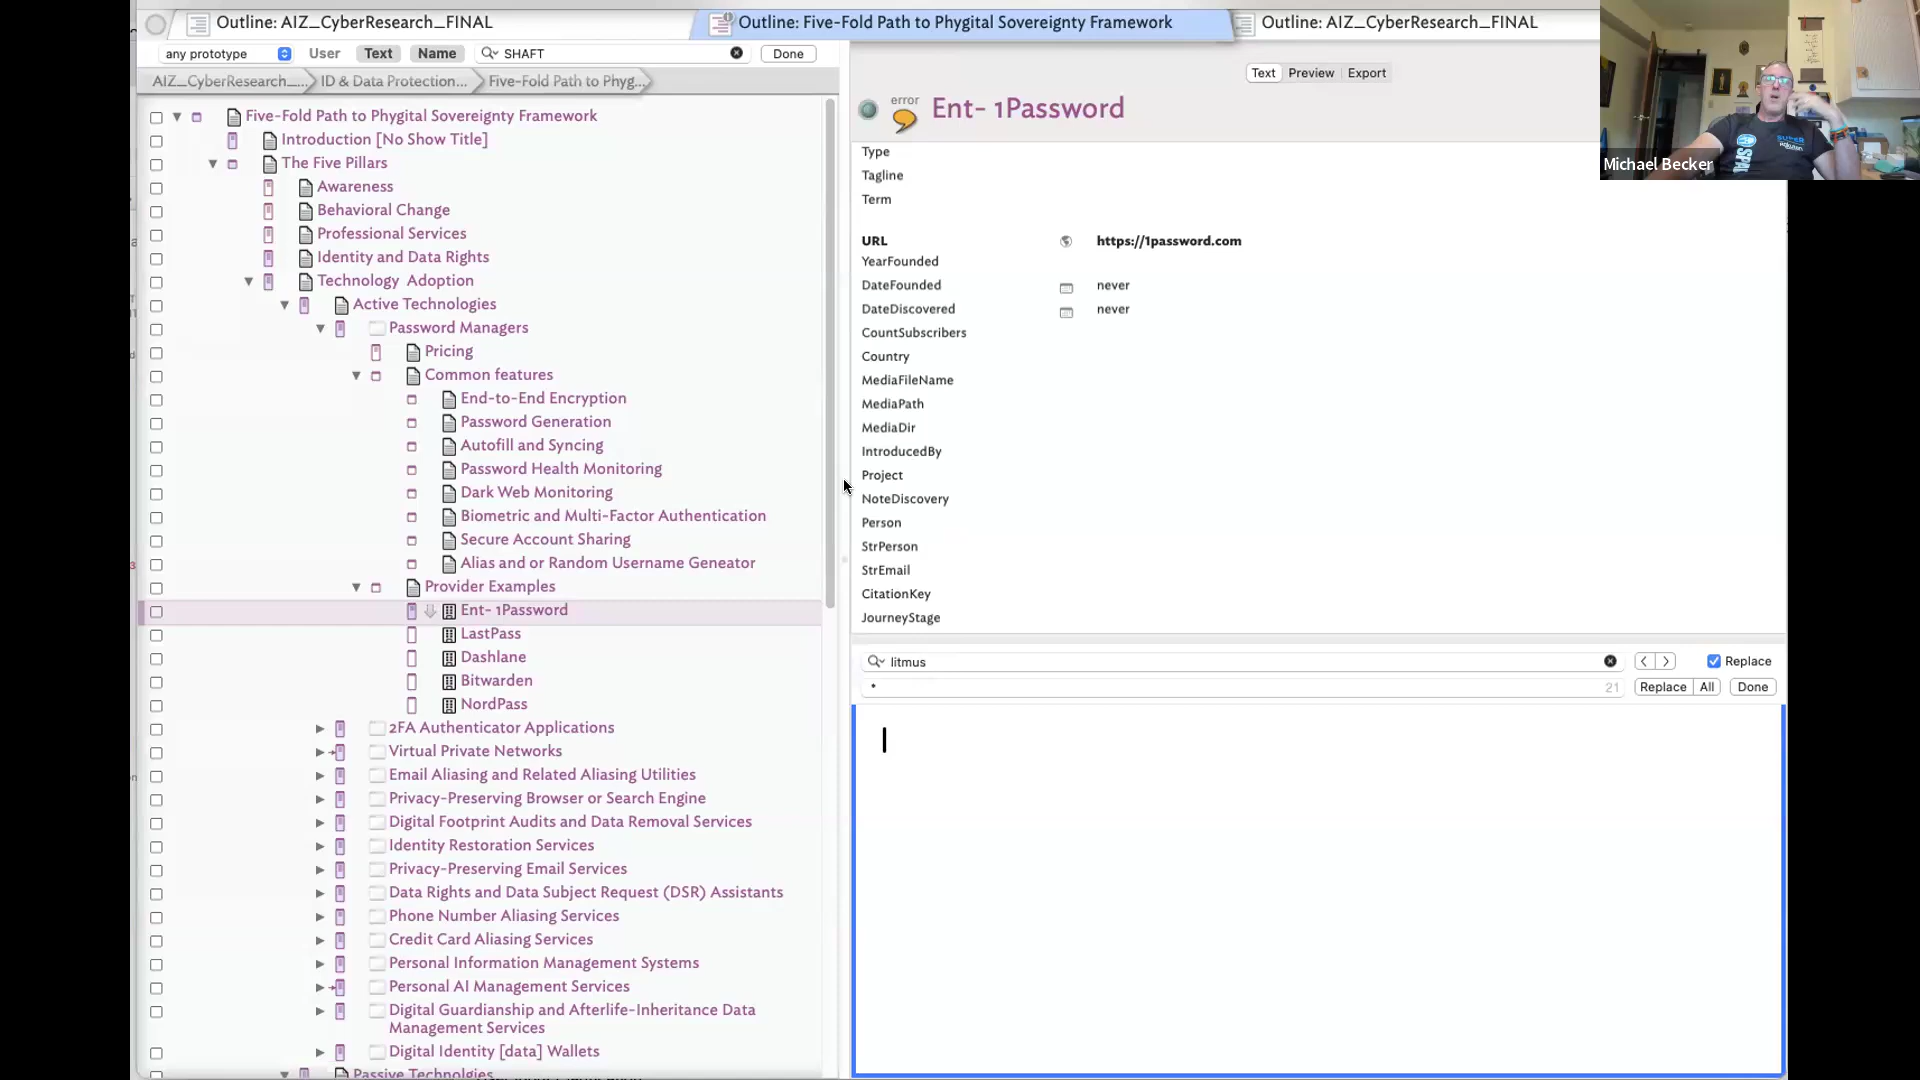 Outline: AIZ_CyberResearch_FINAL
Outline: Five-Fold Path to Phygital Sovereignty Framework
Outline: AIZ_CyberResearch_FINAL
any prototype
User
Text
Name
SHAFT
Done
AIZ_CyberResearch_...
ID & Data Protection...
Five-Fold Path to Phyg...
Five-Fold Path to Phygital Sovereignty Framework
Introduction [No Show Title]
The Five Pillars
Awareness
Behavioral Change
Professional Services
Identity and Data Rights
Technology Adoption
Active Technologies
Password Managers
Pricing
Common features
End-to-End Encryption
Password Generation
Autofill and Syncing
Password Health Monitoring
Dark Web Monitoring
Biometric and Multi-Factor Authentication
Secure Account Sharing
Alias and or Random Username Geneator
Provider Examples
Ent- 1Password
LastPass
Dashlane
Bitwarden
NordPass
2FA Authenticator Applications
Virtual Private Networks
Email Aliasing and Related Aliasing Utilities
Privacy-Preserving Browser or Search Engine
Digital Footprint Audits and Data Removal Services
Identity Restoration Services
Privacy-Preserving Email Services
Data Rights and Data Subject Request (DSR) Assistants
Phone Number Aliasing Services
Credit Card Aliasing Services
Personal Information Management Systems
Personal AI Management Services
Digital Guardianship and Afterlife-Inheritance Data
Management Services
Digital Identity [data] Wallets
Passive Technolgies
Text
Preview
Export
error
Ent- 1Password
Type
Tagline
Term
URL https://1password.com
YearFounded
DateFounded never
DateDiscovered never
CountSubscribers
Country
MediaFileName
MediaPath
MediaDir
IntroducedBy
Project
NoteDiscovery
Person
StrPerson
StrEmail
CitationKey
JourneyStage
litmus
Replace
21
Replace
All
Done
Michael Becker